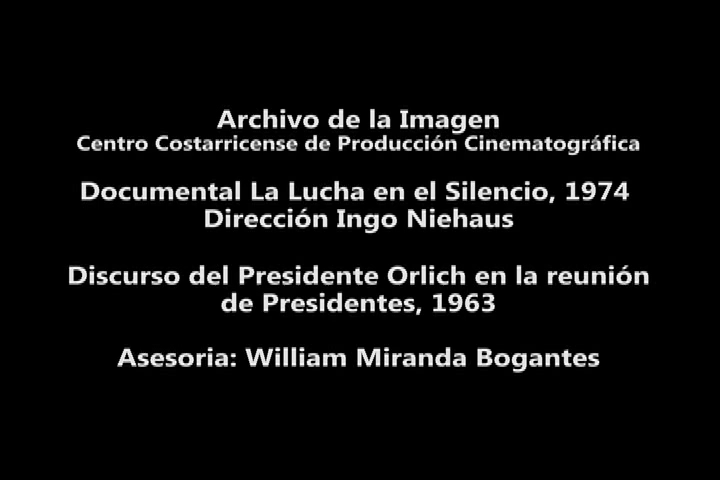 Archivo de la Imagen
Centro Costarricense de Producción Cinematográfica
Documental La Lucha en el Silencio, 1974
Dirección Ingo Niehaus
Discurso del Presidente Orlich en la reunión
de Presidentes, 1963
Asesoria: William Miranda Bogantes